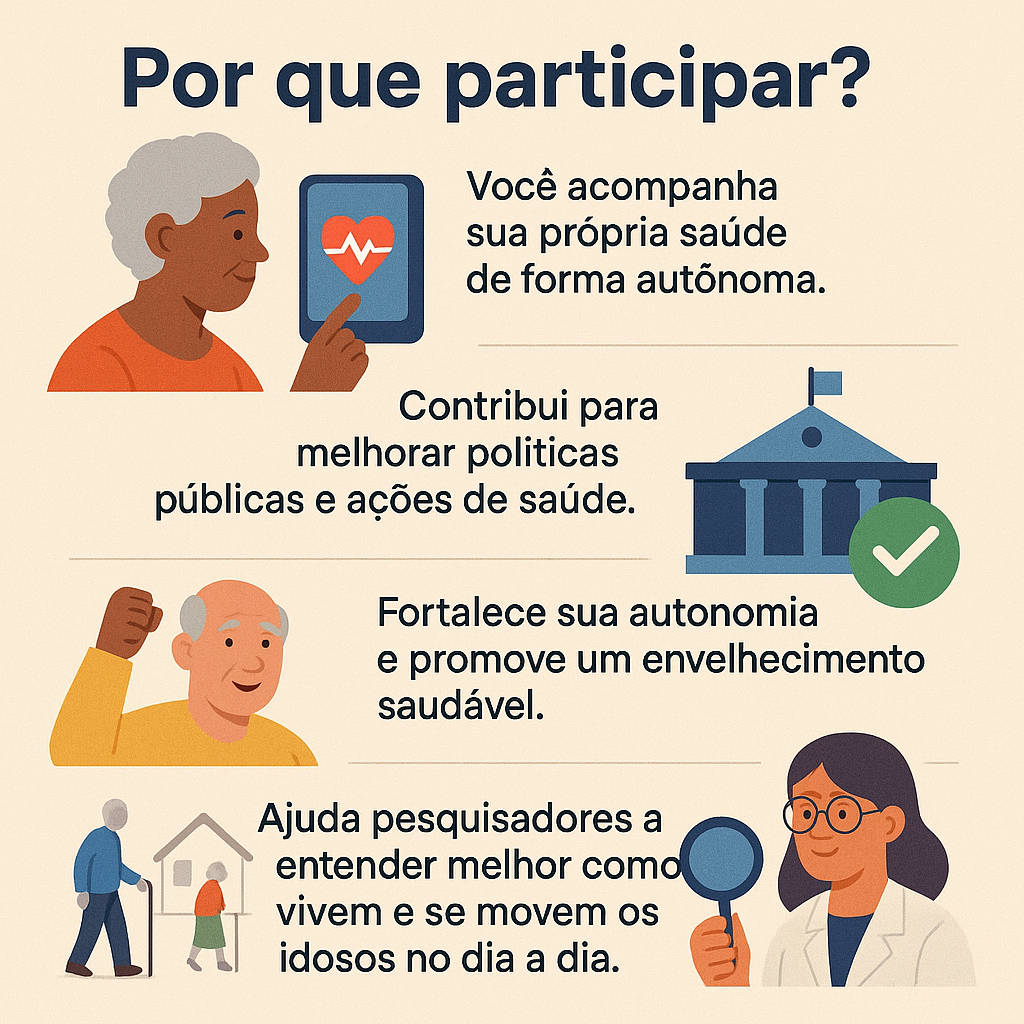 Por que participar?
Você acompanha
sua própria saúde
de forma autõnoma.
Contribui para
melhorar politicas
públicas e ações de saúde.
Fortalece sua autonomia
e promove um envelhecimento
saudável.
Ajuda pesquisadores a
entender melhor como
vivem e se movem os
idosos no dia a dia.